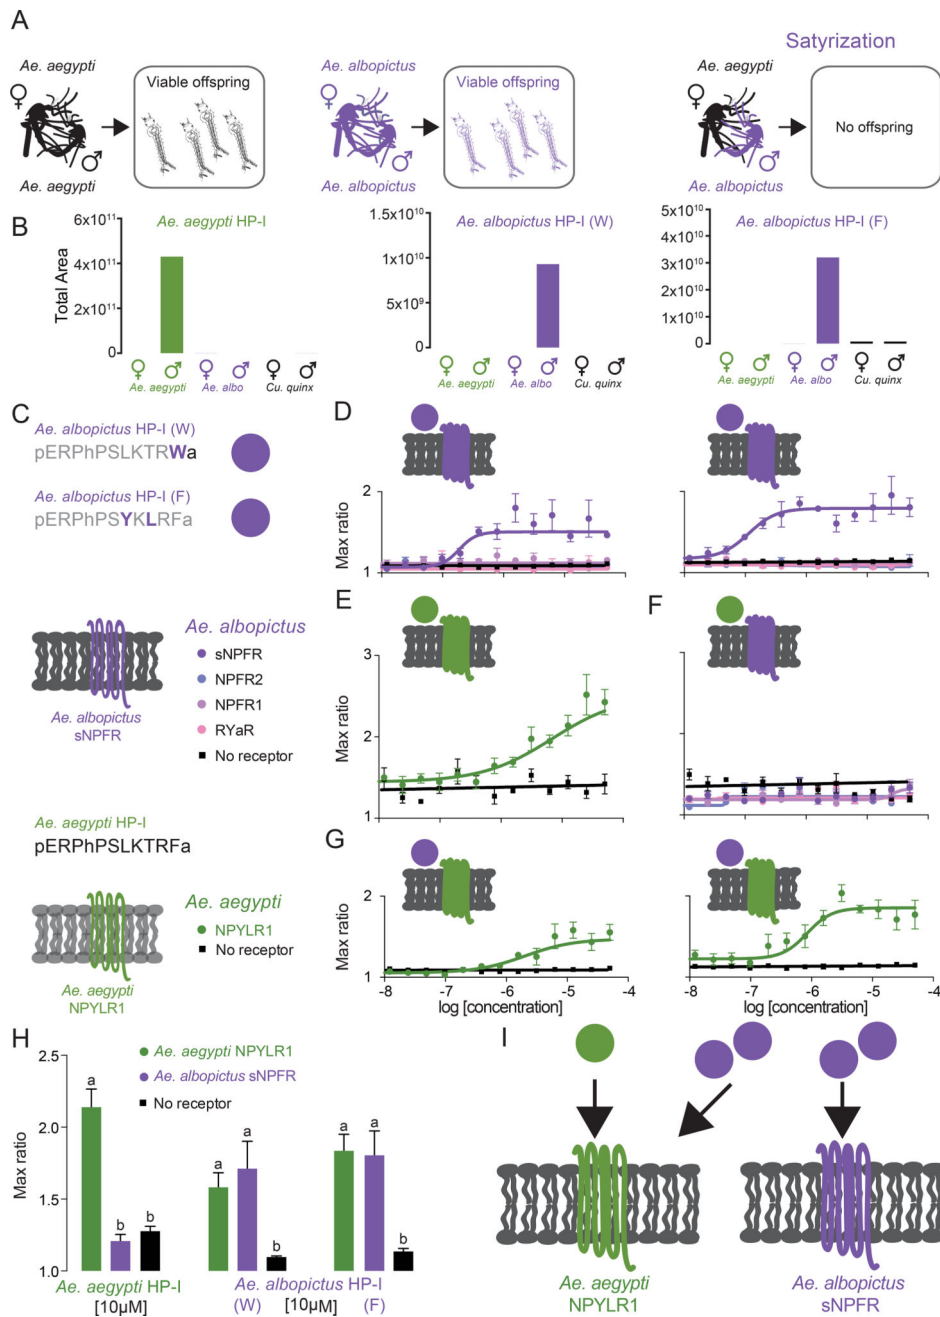 A
Satyrization
Ae. aegypti
Viable offspring
Ae. aegypti
Ae. albopictus
Viable offspring
Ae. albopictus
Ae. aegypti
No offspring
Ae. albopictus
B
Ae. aegypti HP-I
Total Area
6x10¹¹
4x10¹¹
2x10¹¹
0
♀ ♂ ♀ ♂ ♀ ♂
Ae. aegypti Ae. albo Cu. quinx
Ae. albopictus HP-I (W)
1.5x10¹⁰
1x10¹⁰
5x10⁹
0
♀ ♂ ♀ ♂ ♀ ♂
Ae. aegypti Ae. albo Cu. quinx
Ae. albopictus HP-I (F)
5x10¹⁰
4x10¹⁰
3x10¹⁰
2x10¹⁰
1x10¹⁰
0
♀ ♂ ♀ ♂ ♀ ♂
Ae. aegypti Ae. albo Cu. quinx
C
Ae. albopictus HP-I (W)
pERPhPSLKTRWa
Ae. albopictus HP-I (F)
pERPhPSYKLRFa
Ae. albopictus
sNPFR
Ae. albopictus
sNPFR
NPFR2
NPFR1
RYaR
No receptor
Ae. aegypti HP-I
pERPhPSLKTRFa
Ae. aegypti
NPYLR1
No receptor
Ae. aegypti
NPYLR1
D
Max ratio
2
1
2
1
E
Max ratio
3
2
1
F
G
Max ratio
2
1
-8 -7 -6 -5 -4
log [concentration]
2
1
-8 -7 -6 -5 -4
log [concentration]
H
Max ratio
2.5
2.0
1.5
1.0
Ae. aegypti NPYLR1
Ae. albopictus sNPFR
No receptor
a b b
a a b
a a b
Ae. aegypti HP-I
[10µM]
Ae. albopictus HP-I
(W) [10µM] (F)
I
Ae. aegypti
NPYLR1
Ae. albopictus
sNPFR